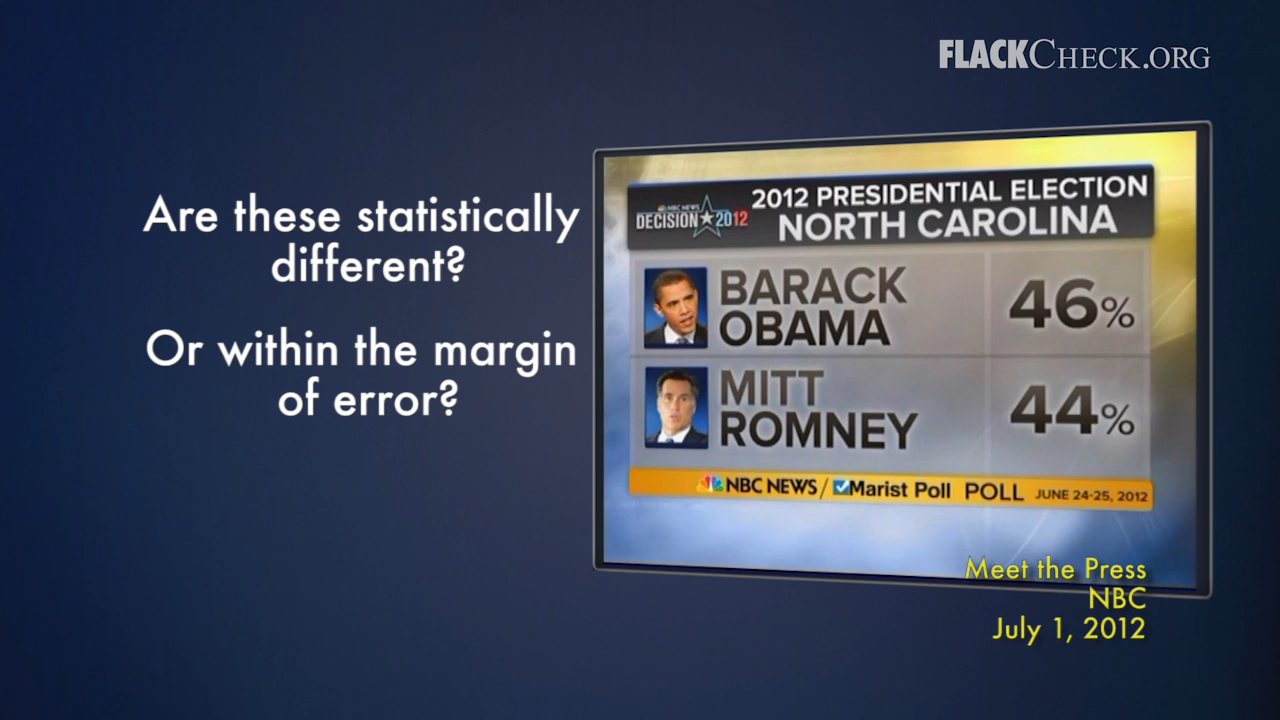 FLACKCHECK.ORG
Are these statistically
different?
Or within the margin
of error?
NBC NEWS
DECISION 2012
2012 PRESIDENTIAL ELECTION
NORTH CAROLINA
BARACK
OBAMA
46%
MITT
ROMNEY
44%
NBC NEWS/Marist Poll POLL JUNE 24-25, 2012
Meet the Press
NBC
July 1, 2012